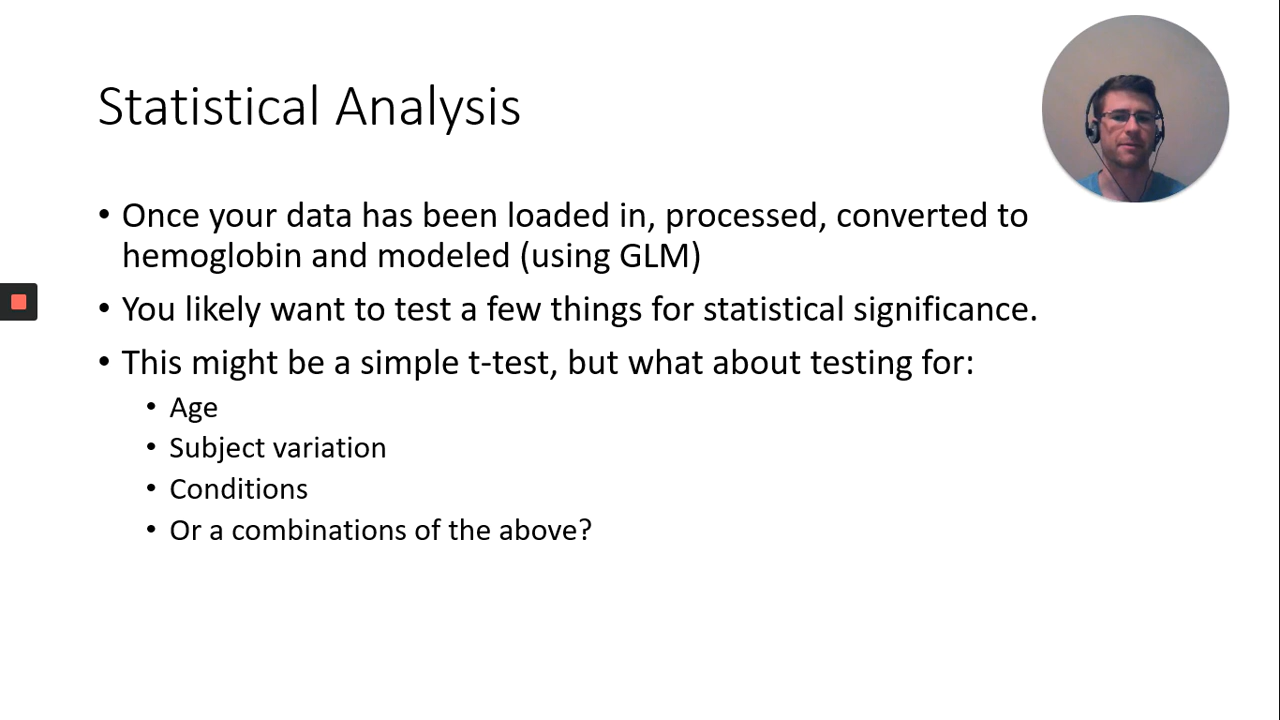 Statistical Analysis
• Once your data has been loaded in, processed, converted to
hemoglobin and modeled (using GLM)
• You likely want to test a few things for statistical significance.
• This might be a simple t-test, but what about testing for:
• Age
• Subject variation
• Conditions
• Or a combinations of the above?